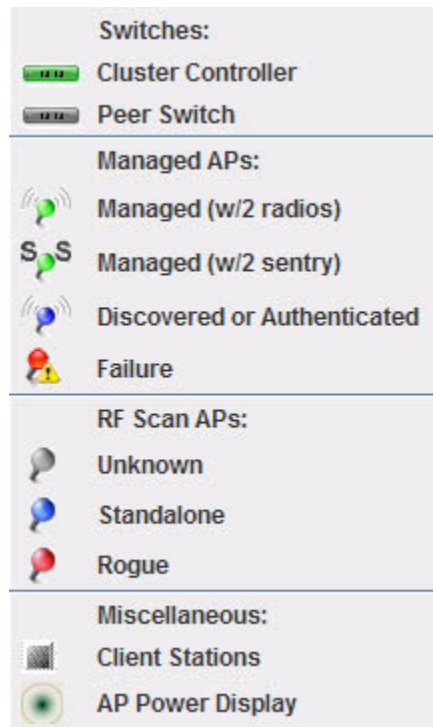 Switches:
Cluster Controller
Peer Switch
Managed APs:
Managed (w/2 radios)
S S Managed (w/2 sentry)
Discovered or Authenticated
Failure
RF Scan APs:
Unknown
Standalone
Rogue
Miscellaneous:
Client Stations
AP Power Display